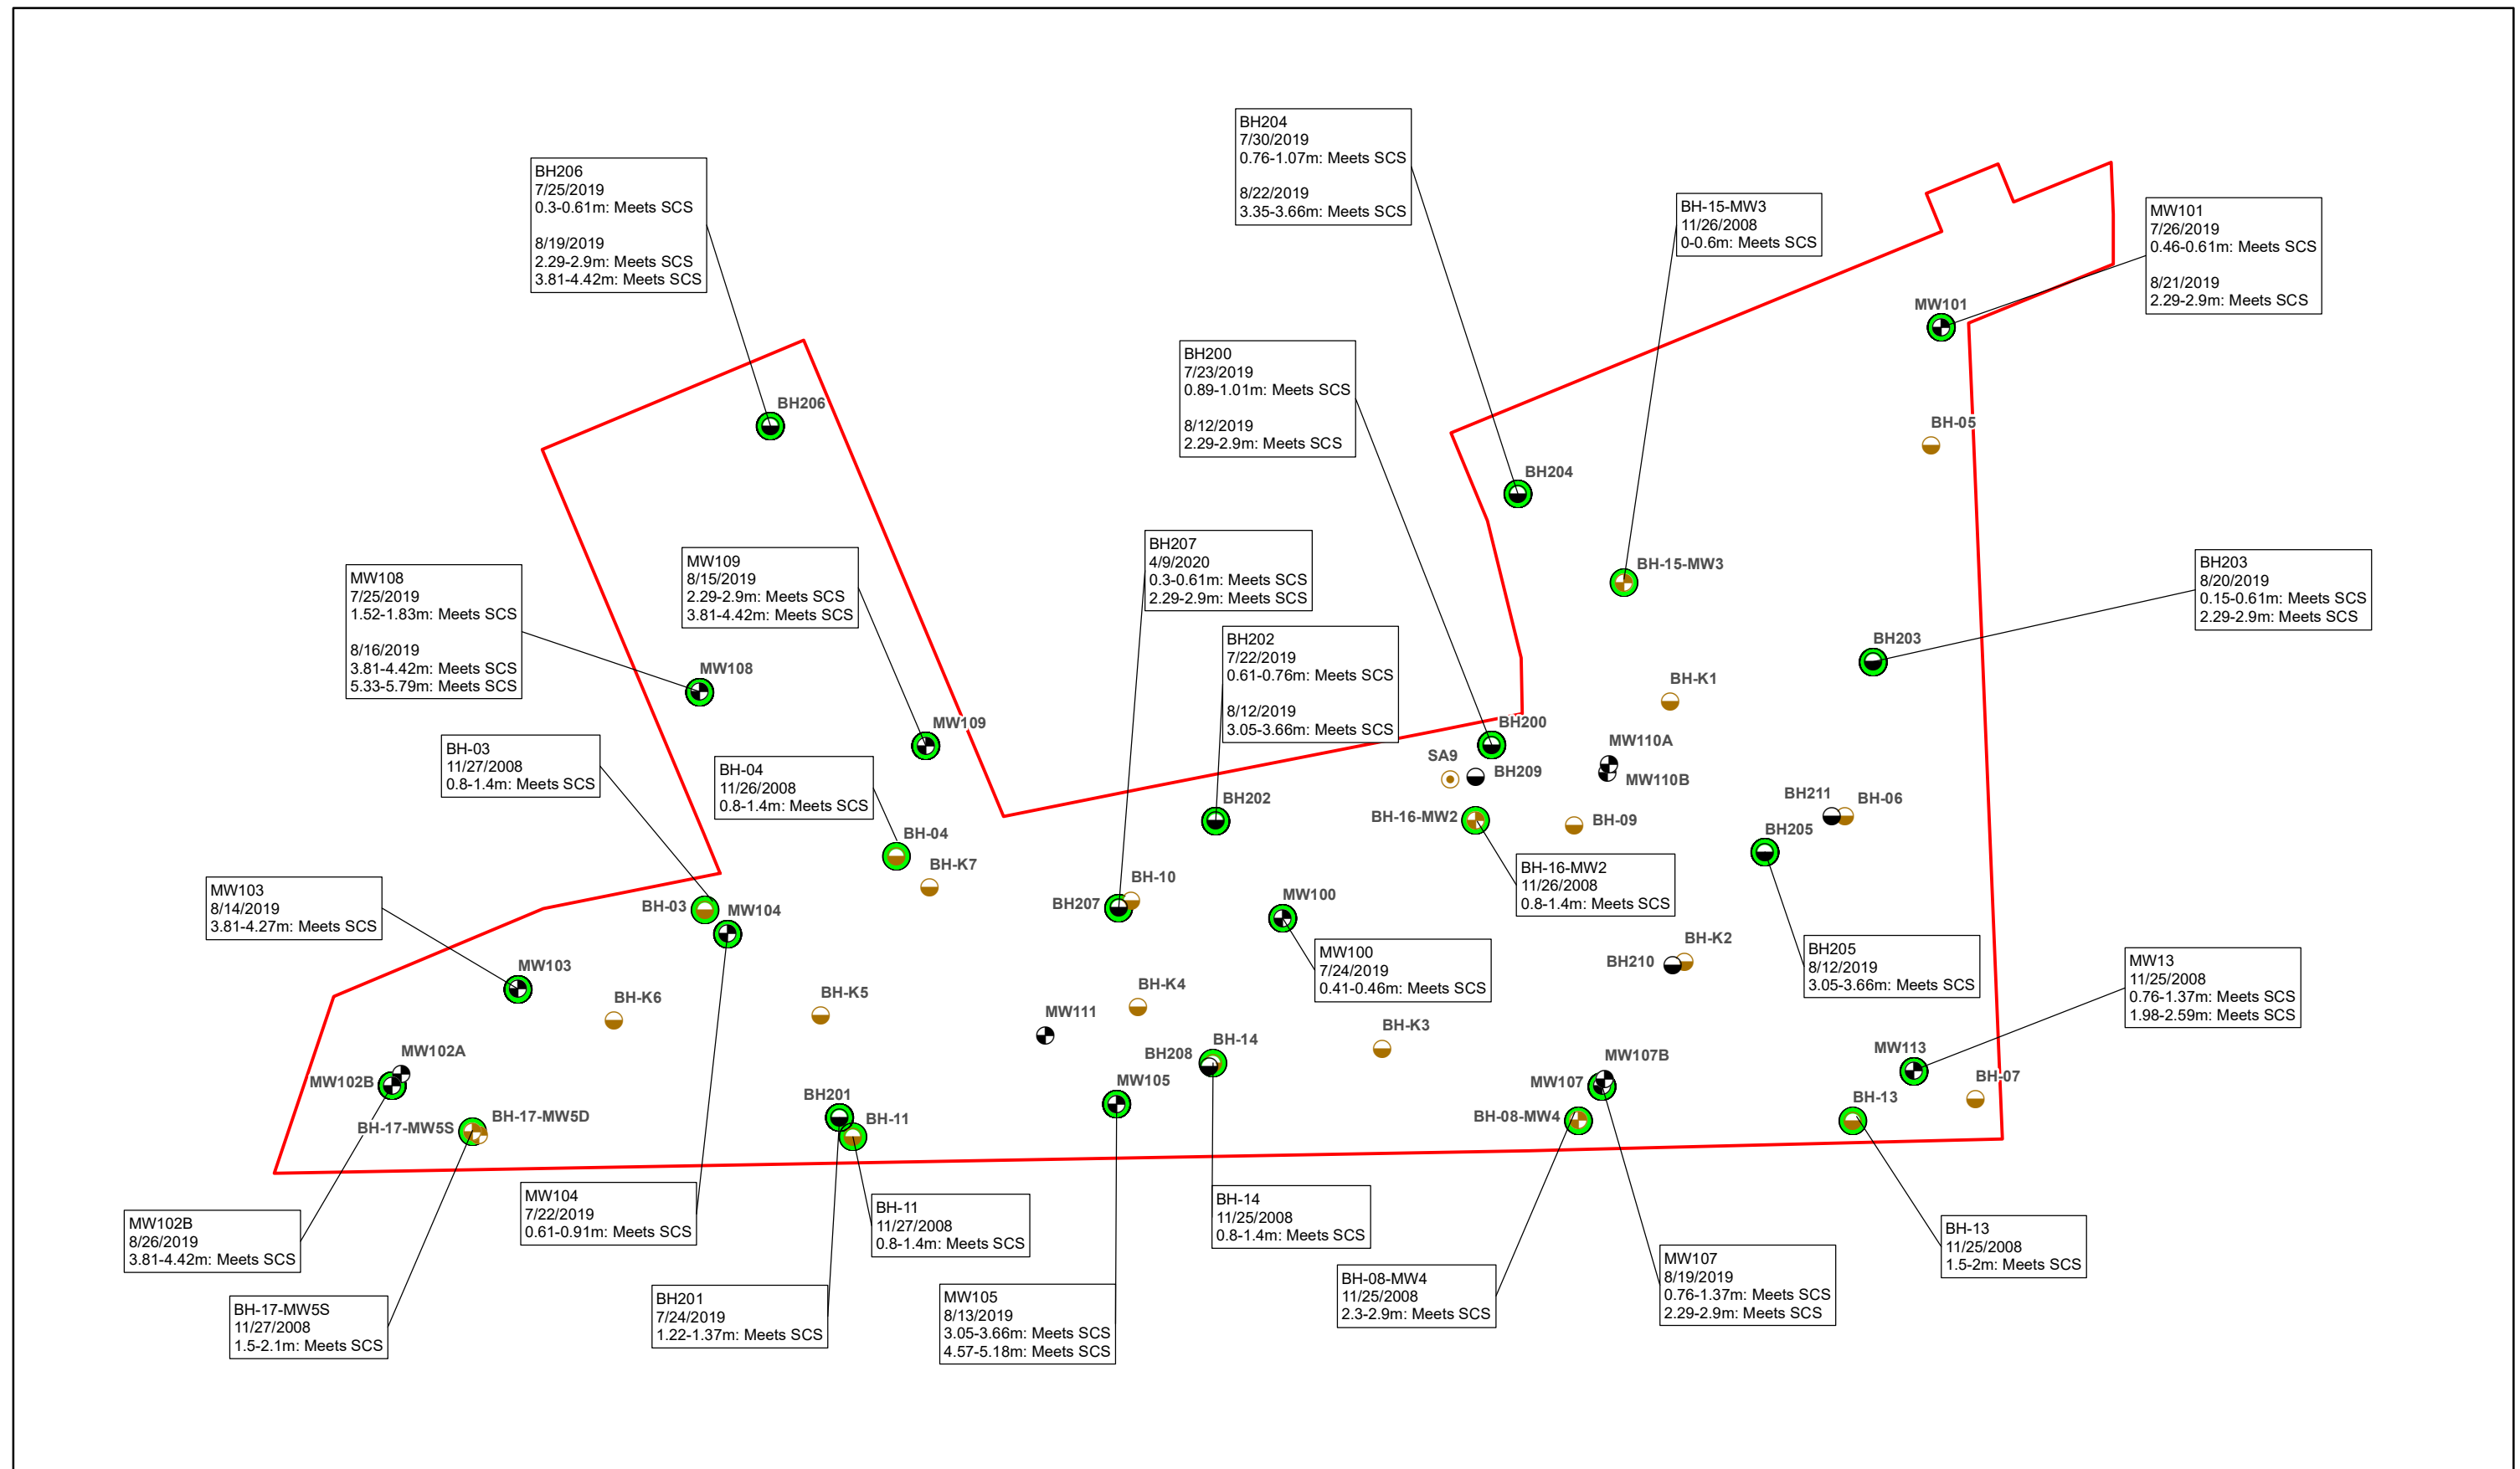 BH204
7/30/2019
0.76-1.07m: Meets SCS
8/22/2019
3.35-3.66m: Meets SCS
BH206
7/25/2019
0.3-0.61m: Meets SCS
8/19/2019
2.29-2.9m: Meets SCS
3.81-4.42m: Meets SCS
BH-15-MW3
11/26/2008
0-0.6m: Meets SCS
MW101
7/26/2019
0.46-0.61m: Meets SCS
8/21/2019
2.29-2.9m: Meets SCS
MW101
BH200
7/23/2019
0.89-1.01m: Meets SCS
8/12/2019
2.29-2.9m: Meets SCS
BH206
BH-05
BH204
BH207
4/9/2020
0.3-0.61m: Meets SCS
2.29-2.9m: Meets SCS
MW109
8/15/2019
2.29-2.9m: Meets SCS
3.81-4.42m: Meets SCS
MW108
7/25/2019
1.52-1.83m: Meets SCS
8/16/2019
3.81-4.42m: Meets SCS
5.33-5.79m: Meets SCS
BH-15-MW3
BH203
8/20/2019
0.15-0.61m: Meets SCS
2.29-2.9m: Meets SCS
BH202
7/22/2019
0.61-0.76m: Meets SCS
8/12/2019
3.05-3.66m: Meets SCS
BH203
MW108
BH-K1
MW109
BH200
BH-03
11/27/2008
0.8-1.4m: Meets SCS
MW110A
SA9
BH209
MW110B
BH-04
11/26/2008
0.8-1.4m: Meets SCS
BH211
BH-06
BH202
BH-16-MW2
BH-09
BH205
BH-04
BH-K7
BH-16-MW2
11/26/2008
0.8-1.4m: Meets SCS
BH-10
MW103
8/14/2019
3.81-4.27m: Meets SCS
BH-03
MW104
BH207
MW100
MW100
7/24/2019
0.41-0.46m: Meets SCS
BH-K2
BH210
BH205
8/12/2019
3.05-3.66m: Meets SCS
MW13
11/25/2008
0.76-1.37m: Meets SCS
1.98-2.59m: Meets SCS
MW103
BH-K6
BH-K5
BH-K4
MW111
BH-K3
BH-14
BH208
MW102A
MW102B
MW105
MW107B
MW107
MW113
BH-07
BH201
BH-11
BH-17-MW5D
BH-17-MW5S
BH-08-MW4
BH-13
MW104
7/22/2019
0.61-0.91m: Meets SCS
BH-11
11/27/2008
0.8-1.4m: Meets SCS
BH-14
11/25/2008
0.8-1.4m: Meets SCS
MW102B
8/26/2019
3.81-4.42m: Meets SCS
BH-13
11/25/2008
1.5-2m: Meets SCS
MW107
8/19/2019
0.76-1.37m: Meets SCS
2.29-2.9m: Meets SCS
BH-08-MW4
11/25/2008
2.3-2.9m: Meets SCS
BH201
7/24/2019
1.22-1.37m: Meets SCS
MW105
8/13/2019
3.05-3.66m: Meets SCS
4.57-5.18m: Meets SCS
BH-17-MW5S
11/27/2008
1.5-2.1m: Meets SCS